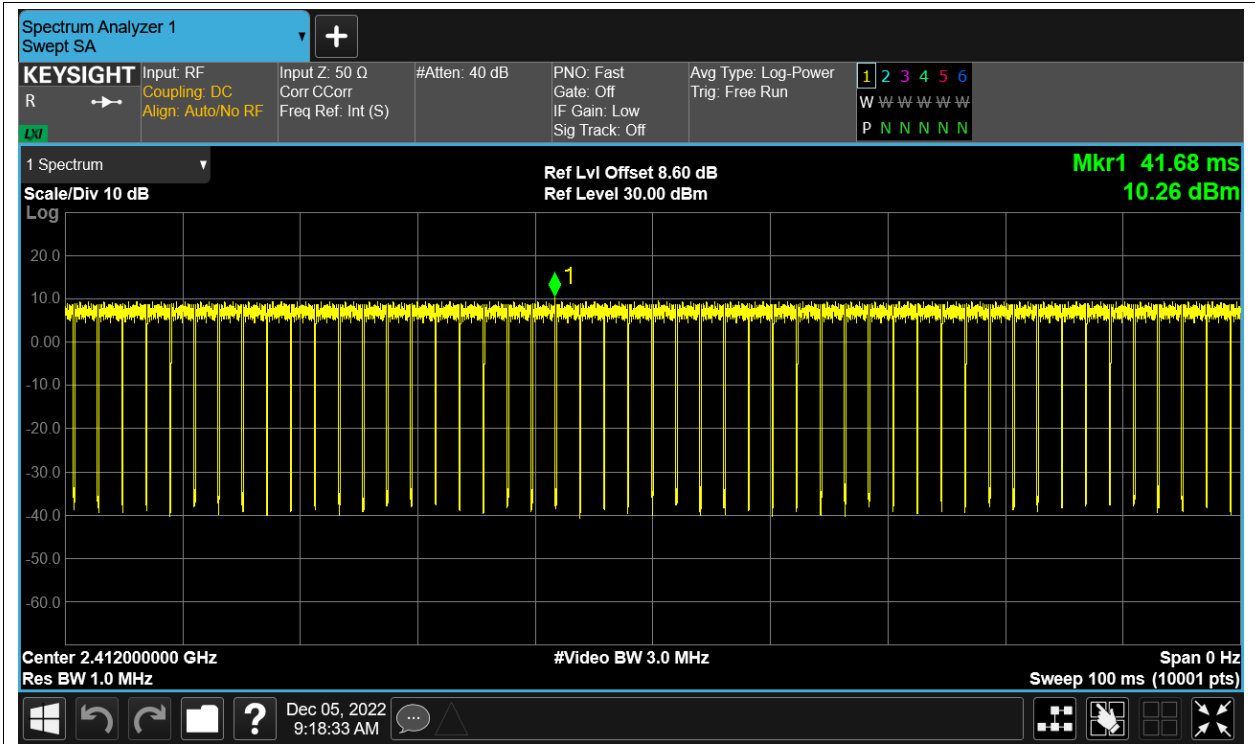 Spectrum Analyzer 1
Swept SA
KEYSIGHT
R
LXI
Input: RF
Coupling: DC
Align: Auto/No RF
Input Z: 50 Ω
Corr CCorr
Freq Ref: Int (S)
#Atten: 40 dB
PNO: Fast
Gate: Off
IF Gain: Low
Sig Track: Off
Avg Type: Log-Power
Trig: Free Run
1 2 3 4 5 6
W W W W W W
P N N N N N
1 Spectrum
Scale/Div 10 dB
Log
Ref Lvl Offset 8.60 dB
Ref Level 30.00 dBm
Mkr1 41.68 ms
10.26 dBm
1
20.0
10.0
0.00
-10.0
-20.0
-30.0
-40.0
-50.0
-60.0
Center 2.412000000 GHz
Res BW 1.0 MHz
#Video BW 3.0 MHz
Span 0 Hz
Sweep 100 ms (10001 pts)
?
Dec 05, 2022
9:18:33 AM